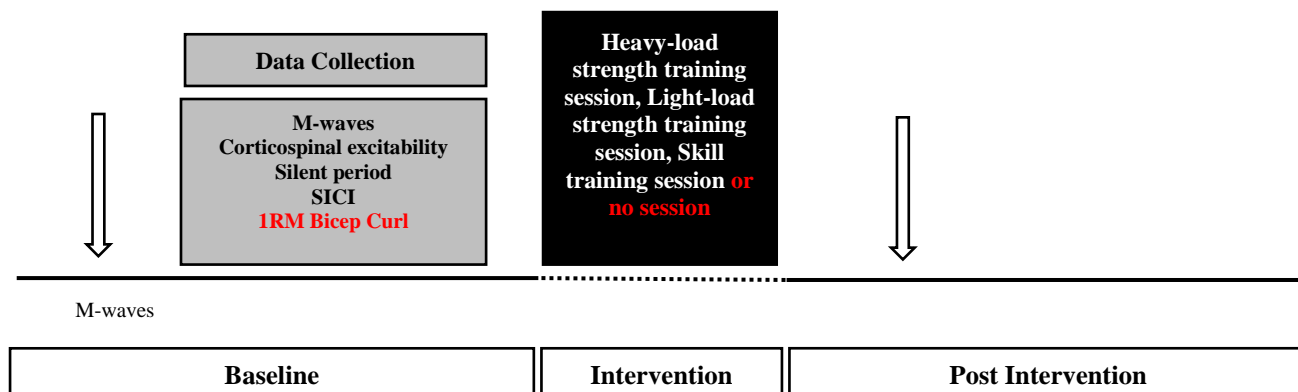 Data Collection
M-waves
Corticospinal excitability
Silent period
SICI
1RM Bicep Curl
Heavy-load
strength training
session, Light-load
strength training
session, Skill
training session or
no session
M-waves
Baseline
Intervention
Post Intervention